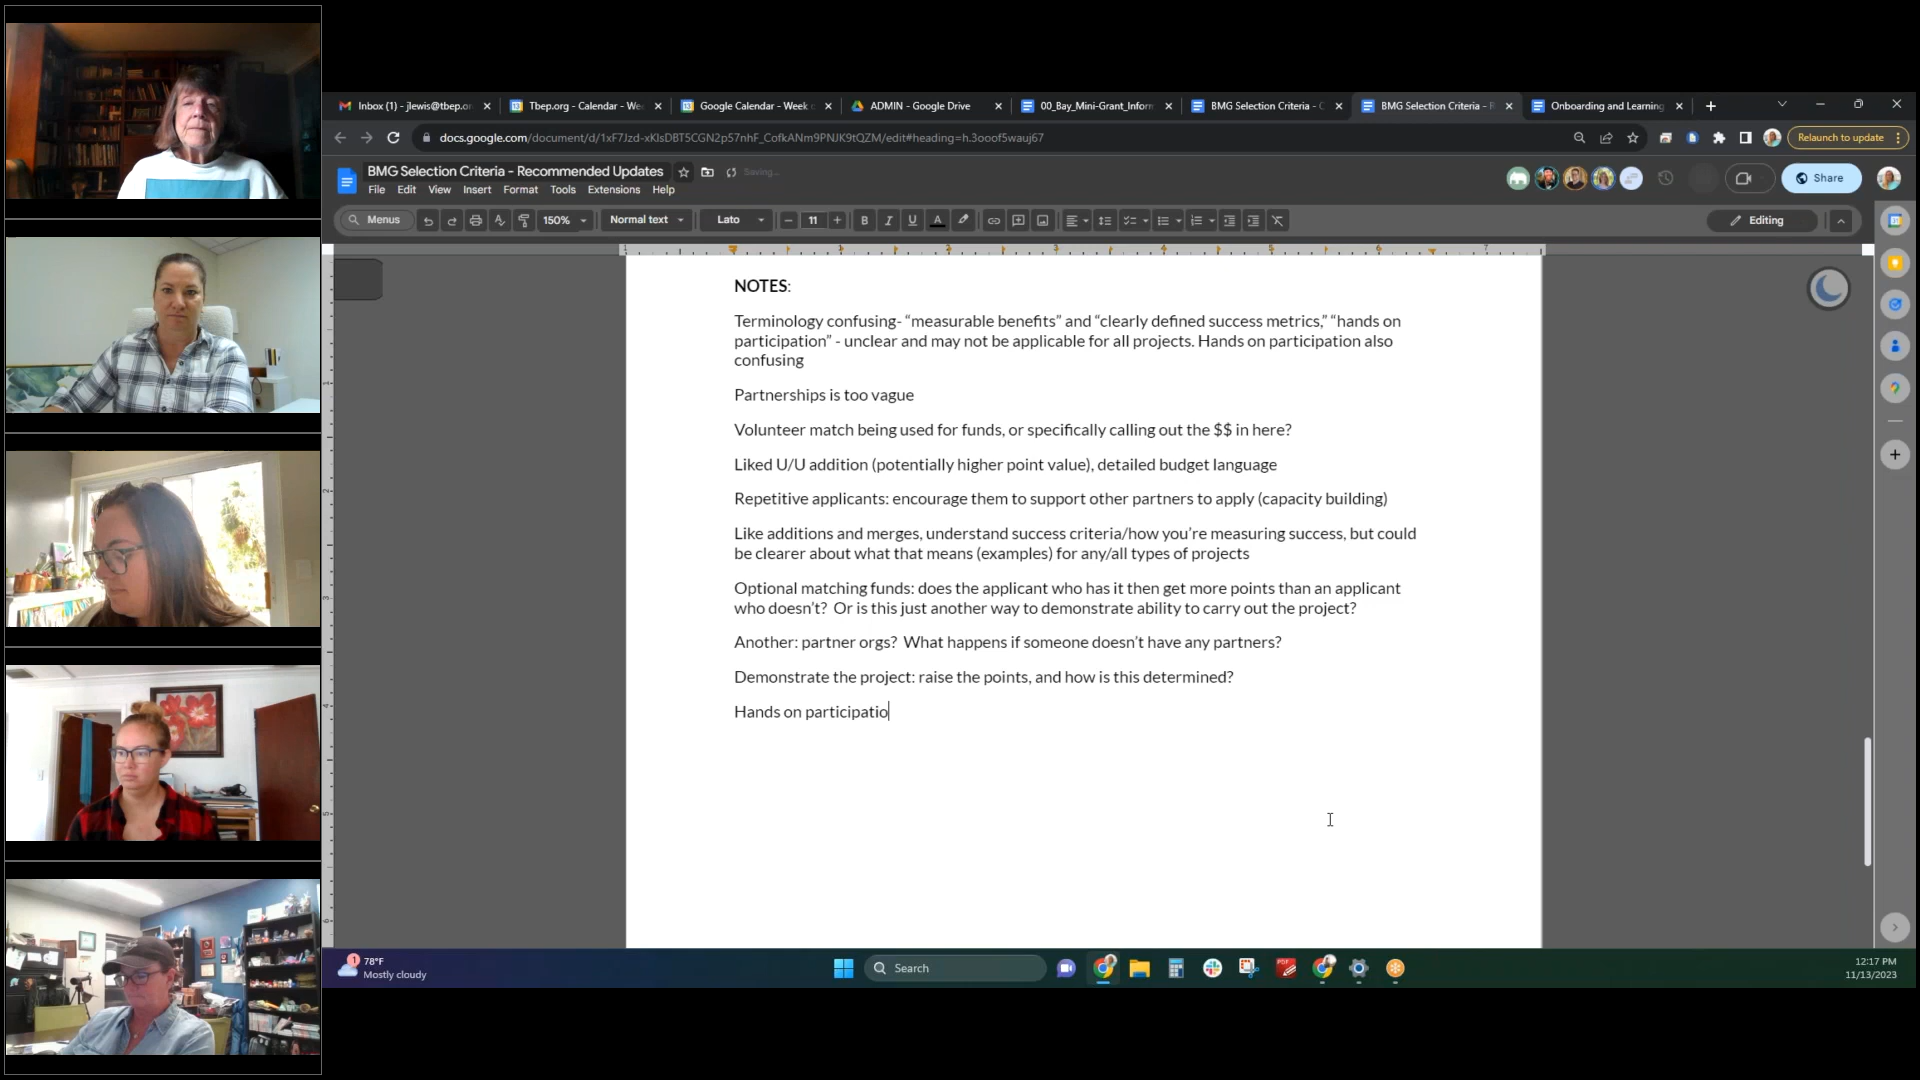 Inbox (1) - jlewis@tbep.or
Tbep.org - Calendar - We
Google Calendar - Week
ADMIN - Google Drive
00_Bay_Mini-Grant_Inform
BMG Selection Criteria - C
BMG Selection Criteria - R
Onboarding and Learning
docs.google.com/document/d/1xF7Jzd-xKlsDBT5CGN2p57nhF_CofkANm9PNJK9tQZM/edit#heading=h.3ooof5wauj67
Relaunch to update
BMG Selection Criteria - Recommended Updates
Saving...
File Edit View Insert Format Tools Extensions Help
Share
Menus
150%
Normal text
Lato
11
Editing
NOTES:
Terminology confusing- “measurable benefits” and “clearly defined success metrics,” “hands on
participation” - unclear and may not be applicable for all projects. Hands on participation also
confusing
Partnerships is too vague
Volunteer match being used for funds, or specifically calling out the $$ in here?
Liked U/U addition (potentially higher point value), detailed budget language
Repetitive applicants: encourage them to support other partners to apply (capacity building)
Like additions and merges, understand success criteria/how you’re measuring success, but could
be clearer about what that means (examples) for any/all types of projects
Optional matching funds: does the applicant who has it then get more points than an applicant
who doesn’t? Or is this just another way to demonstrate ability to carry out the project?
Another: partner orgs? What happens if someone doesn’t have any partners?
Demonstrate the project: raise the points, and how is this determined?
Hands on participatio
1
78°F
Mostly cloudy
Search
12:17 PM
11/13/2023